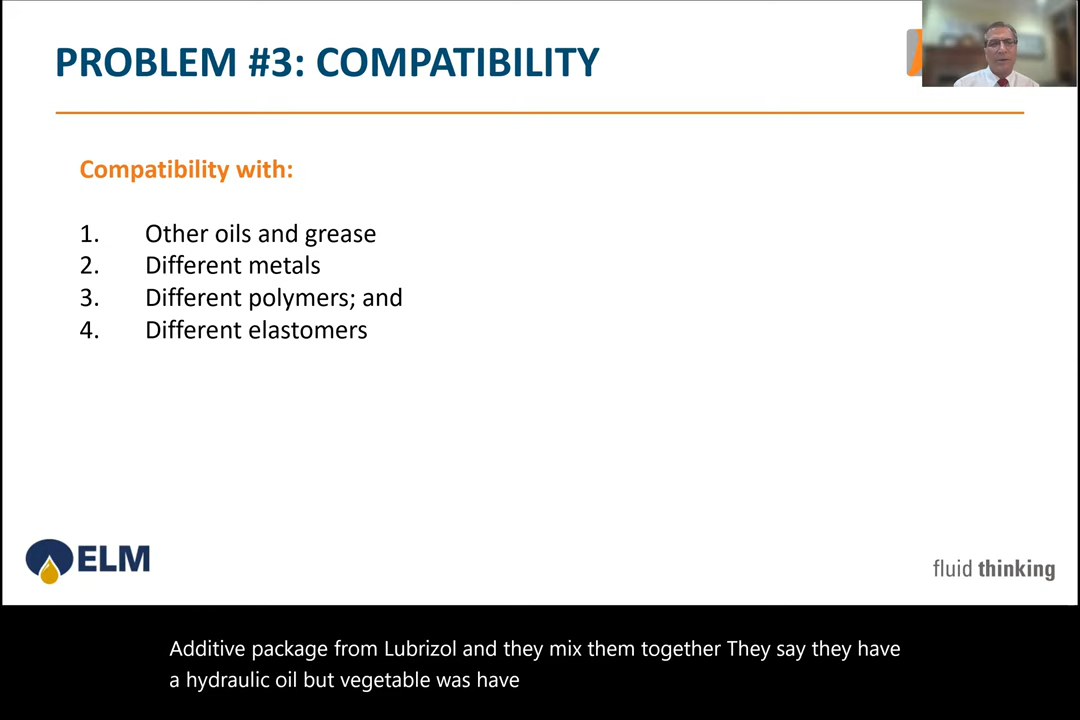 PROBLEM #3: COMPATIBILITY
Compatibility with:
1. Other oils and grease
2. Different metals
3. Different polymers; and
4. Different elastomers
ELM
fluid thinking
Additive package from Lubrizol and they mix them together They say they have
a hydraulic oil but vegetable was have